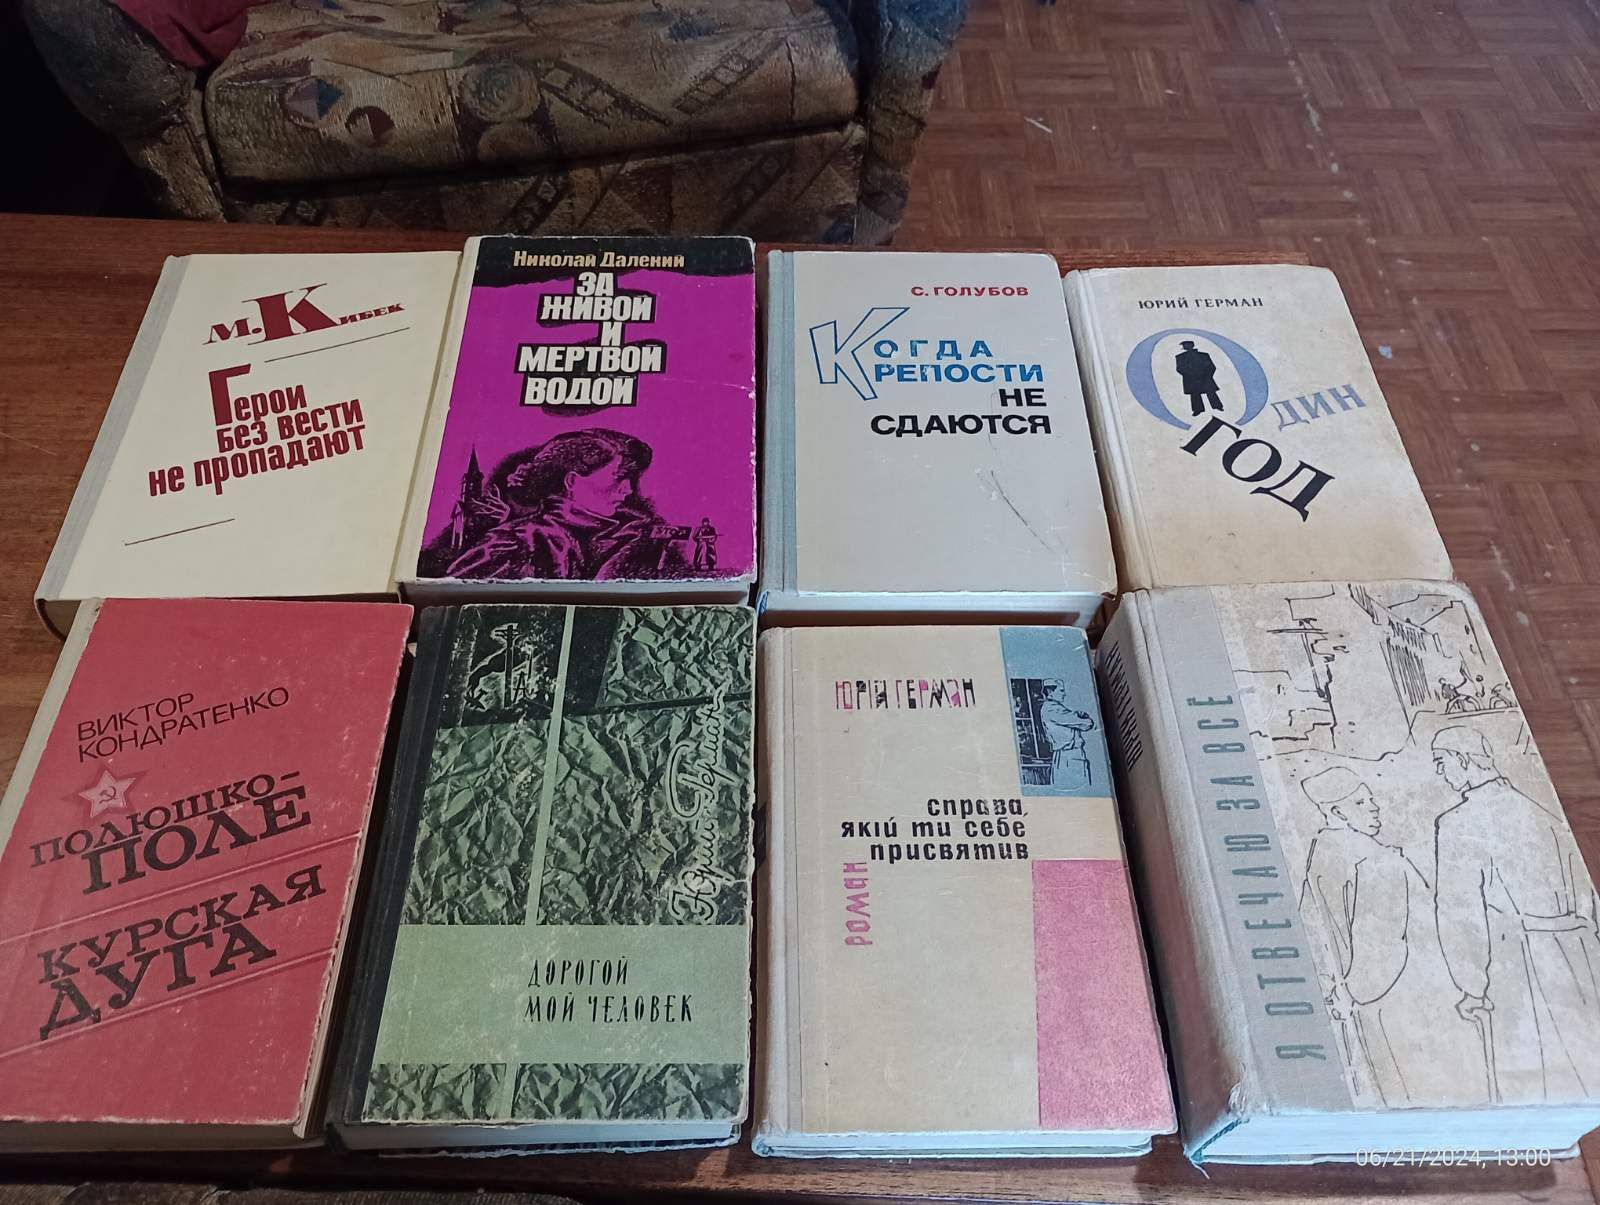 М. Кибек
Герои
без вести
не пропадают
Николай Далекий
ЗА
ЖИВОЙ
И
МЕРТВОЙ
ВОДОЙ
С. ГОЛУБОВ
КОГДА
КРЕПОСТИ
НЕ
СДАЮТСЯ
ЮРИЙ ГЕРМАН
ОДИН
ГОД
ВИКТОР
КОНДРАТЕНКО
ПОЛЮШКО-
ПОЛЕ
КУРСКАЯ
ДУГА
Юрий Герман
ДОРОГОЙ
МОЙ ЧЕЛОВЕК
ЮРІЙ ГЕРМАН
справа,
якій ти себе
присвятив
роман
Я ОТВЕЧАЮ ЗА ВСЕ
06/21/2024, 13:00